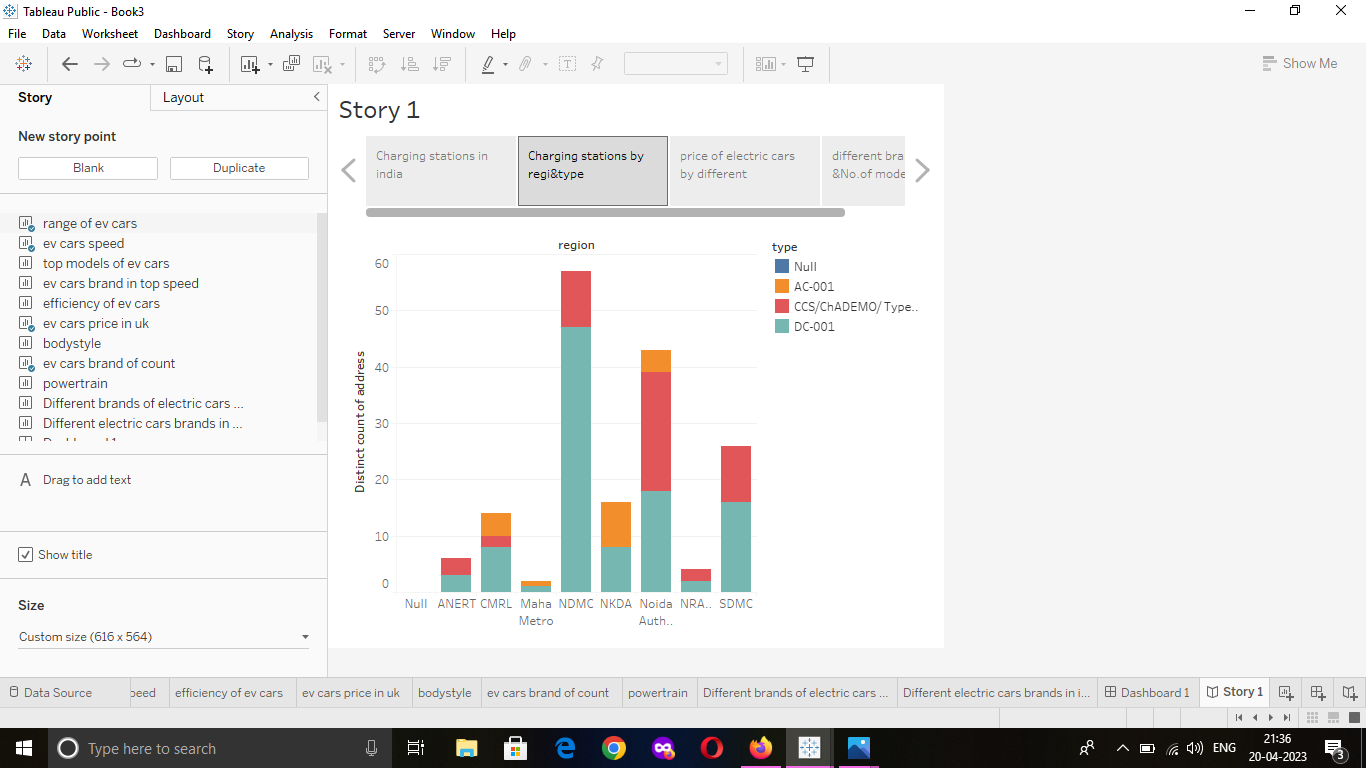 Tableau Public - Book3
File Data Worksheet Dashboard Story Analysis Format Server Window Help
Show Me
Story Layout
New story point
Blank Duplicate
range of ev cars
ev cars speed
top models of ev cars
ev cars brand in top speed
efficiency of ev cars
ev cars price in uk
bodystyle
ev cars brand of count
powertrain
Different brands of electric cars ...
Different electric cars brands in ...
A Drag to add text
Show title
Size
Custom size (616 x 564)
Story 1
Charging stations in
india
Charging stations by
regi&type
price of electric cars
by different
different bra
&No.of mode
region
Distinct count of address
60
50
40
30
20
10
0
Null ANERT CMRL Maha NDMC NKDA Noida NRA.. SDMC
Metro Auth..
type
Null
AC-001
CCS/ChADEMO/ Type..
DC-001
Data Source peed efficiency of ev cars ev cars price in uk bodystyle ev cars brand of count powertrain Different brands of electric cars ... Different electric cars brands in i... Dashboard 1 Story 1
Type here to search
ENG
21:36
20-04-2023
3